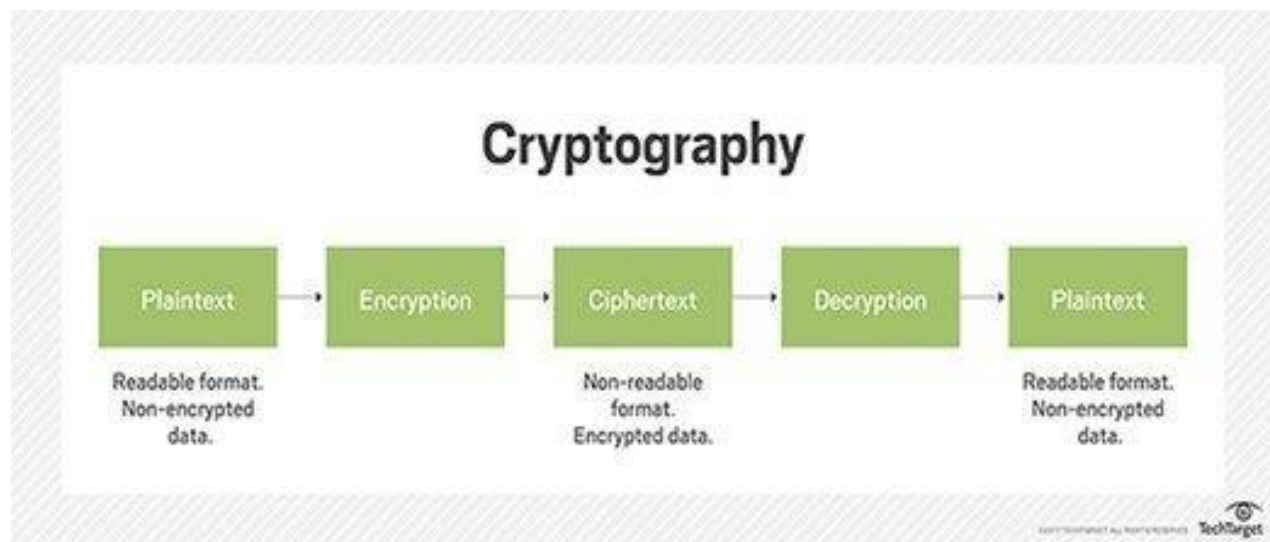 Cryptography
Plaintext
Encryption
Ciphertext
Decryption
Plaintext
Readable format.
Non-encrypted
data.
Non-readable
format.
Encrypted data.
Readable format.
Non-encrypted
data.
TechTarget